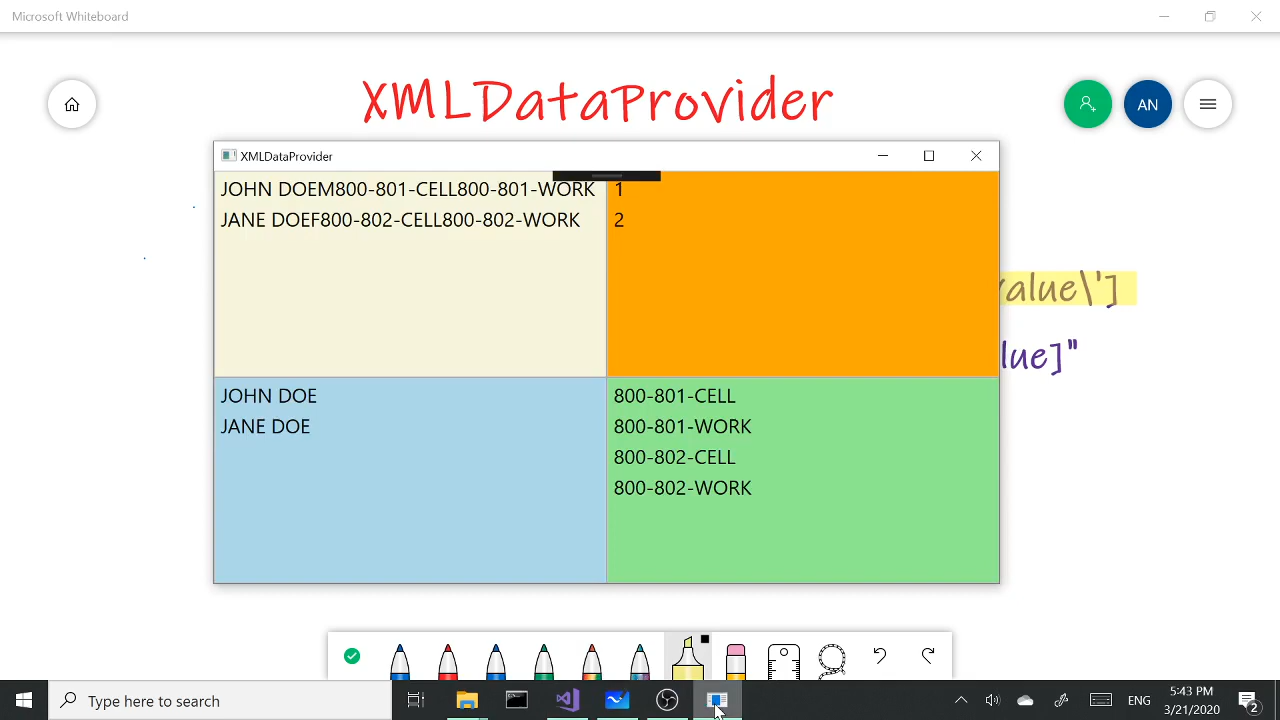 Microsoft Whiteboard
XMLDataProvider
AN
XMLDataProvider
JOHN DOEM800-801-CELL800-801-WORK
JANE DOEF800-802-CELL800-802-WORK
1
2
alue\']
lue]"
JOHN DOE
JANE DOE
800-801-CELL
800-801-WORK
800-802-CELL
800-802-WORK
Type here to search
ENG
5:43 PM
3/21/2020
2